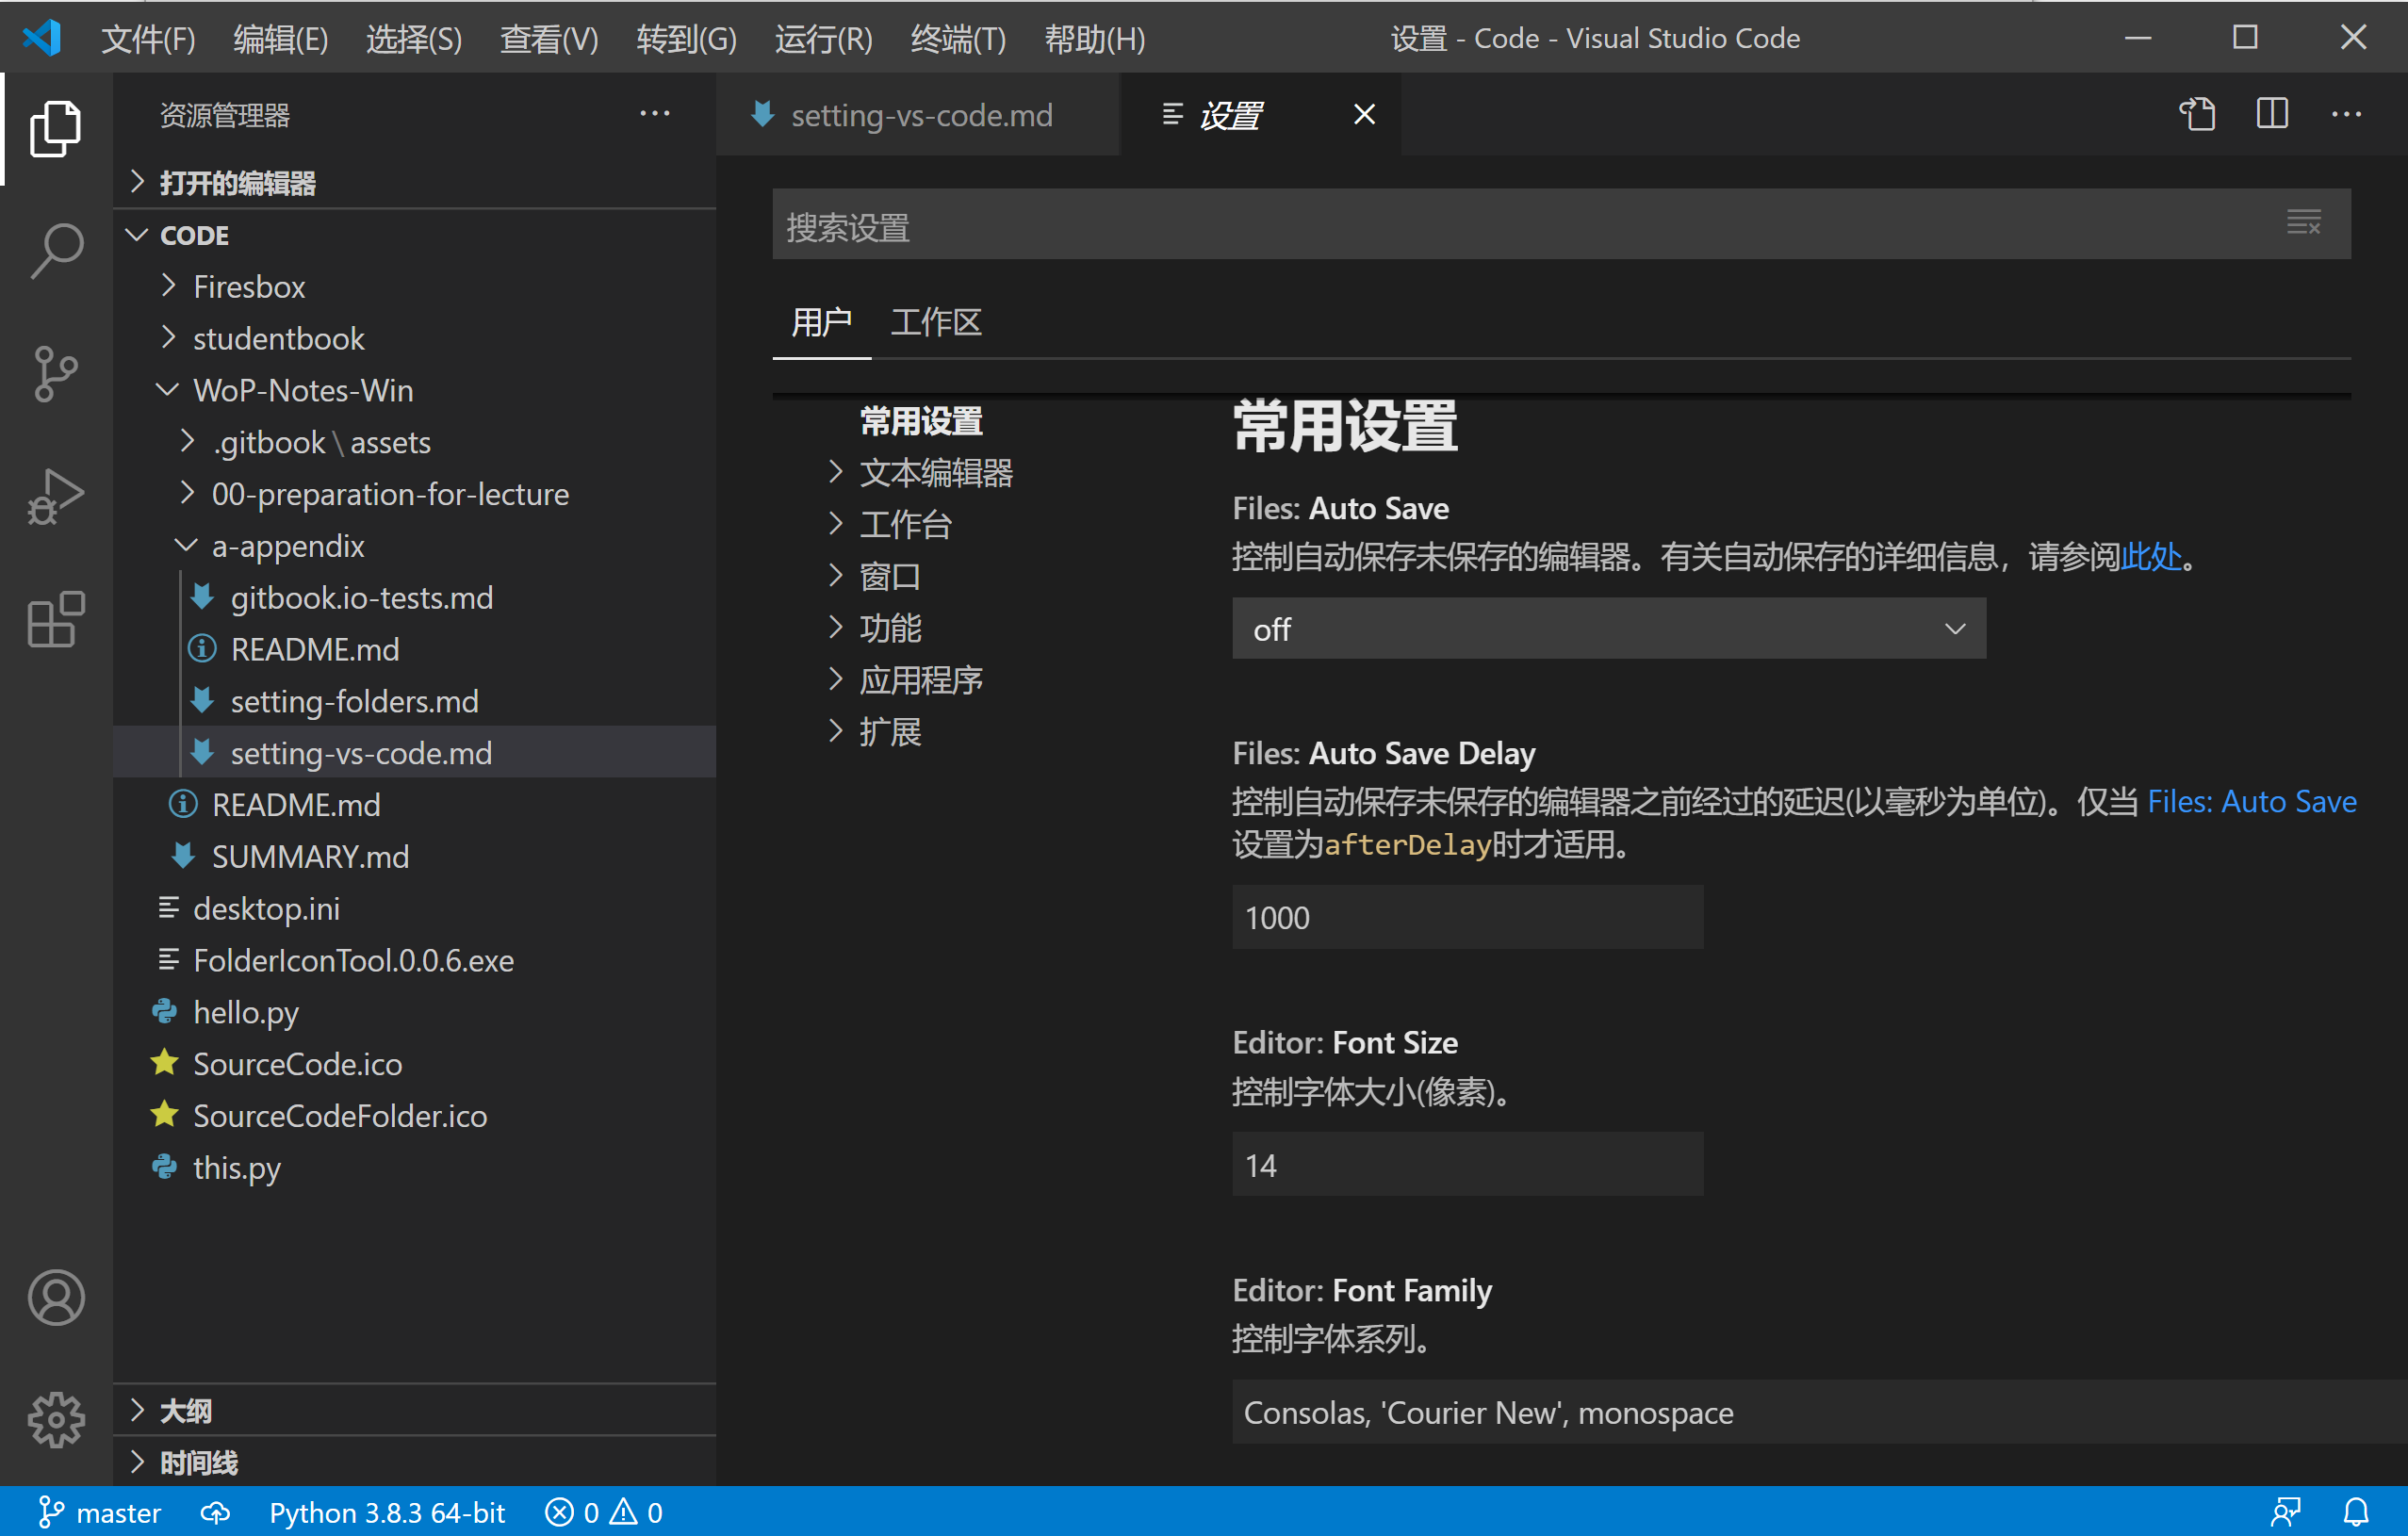 文件(F) 编辑(E) 选择(S) 查看(V) 转到(G) 运行(R) 终端(T) 帮助(H) 设置 - Code - Visual Studio Code
资源管理器
打开的编辑器
CODE
Firesbox
studentbook
WoP-Notes-Win
.gitbook \ assets
00-preparation-for-lecture
a-appendix
gitbook.io-tests.md
README.md
setting-folders.md
setting-vs-code.md
README.md
SUMMARY.md
desktop.ini
FolderIconTool.0.0.6.exe
hello.py
SourceCode.ico
SourceCodeFolder.ico
this.py
大纲
时间线
setting-vs-code.md 设置
搜索设置
用户 工作区
常用设置
文本编辑器
工作台
窗口
功能
应用程序
扩展
常用设置
Files: Auto Save
控制自动保存未保存的编辑器。有关自动保存的详细信息，请参阅此处。
off
Files: Auto Save Delay
控制自动保存未保存的编辑器之前经过的延迟(以毫秒为单位)。仅当 Files: Auto Save
设置为afterDelay时才适用。
1000
Editor: Font Size
控制字体大小(像素)。
14
Editor: Font Family
控制字体系列。
Consolas, 'Courier New', monospace
master Python 3.8.3 64-bit 0 0